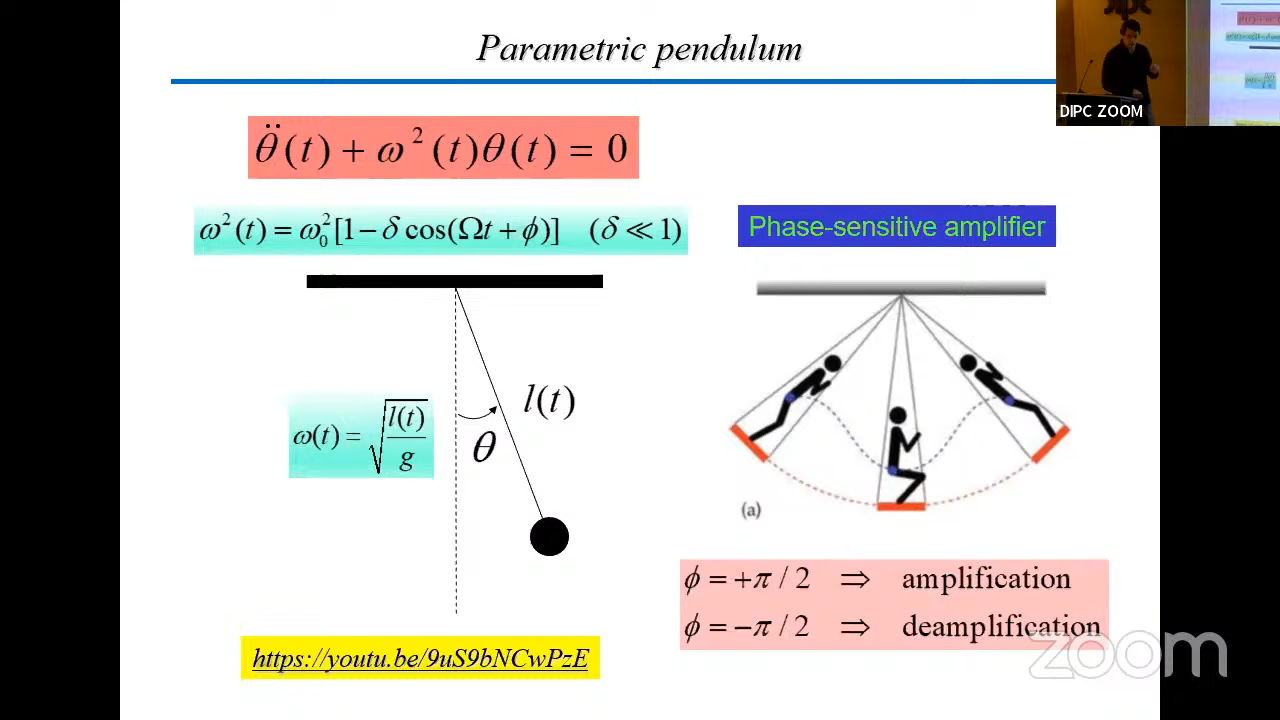 Parametric pendulum
DIPC ZOOM
θ̈(t) + ω²(t)θ(t) = 0
ω²(t) = ω₀²[1 − δ cos(Ωt + ϕ)] (δ ≪ 1)
Phase-sensitive amplifier
l(t)
ω(t) = √(l(t)/g)
θ
(a)
ϕ = +π / 2 ⇒ amplification
ϕ = −π / 2 ⇒ deamplification
https://youtu.be/9uS9bNCwPzE
zoom